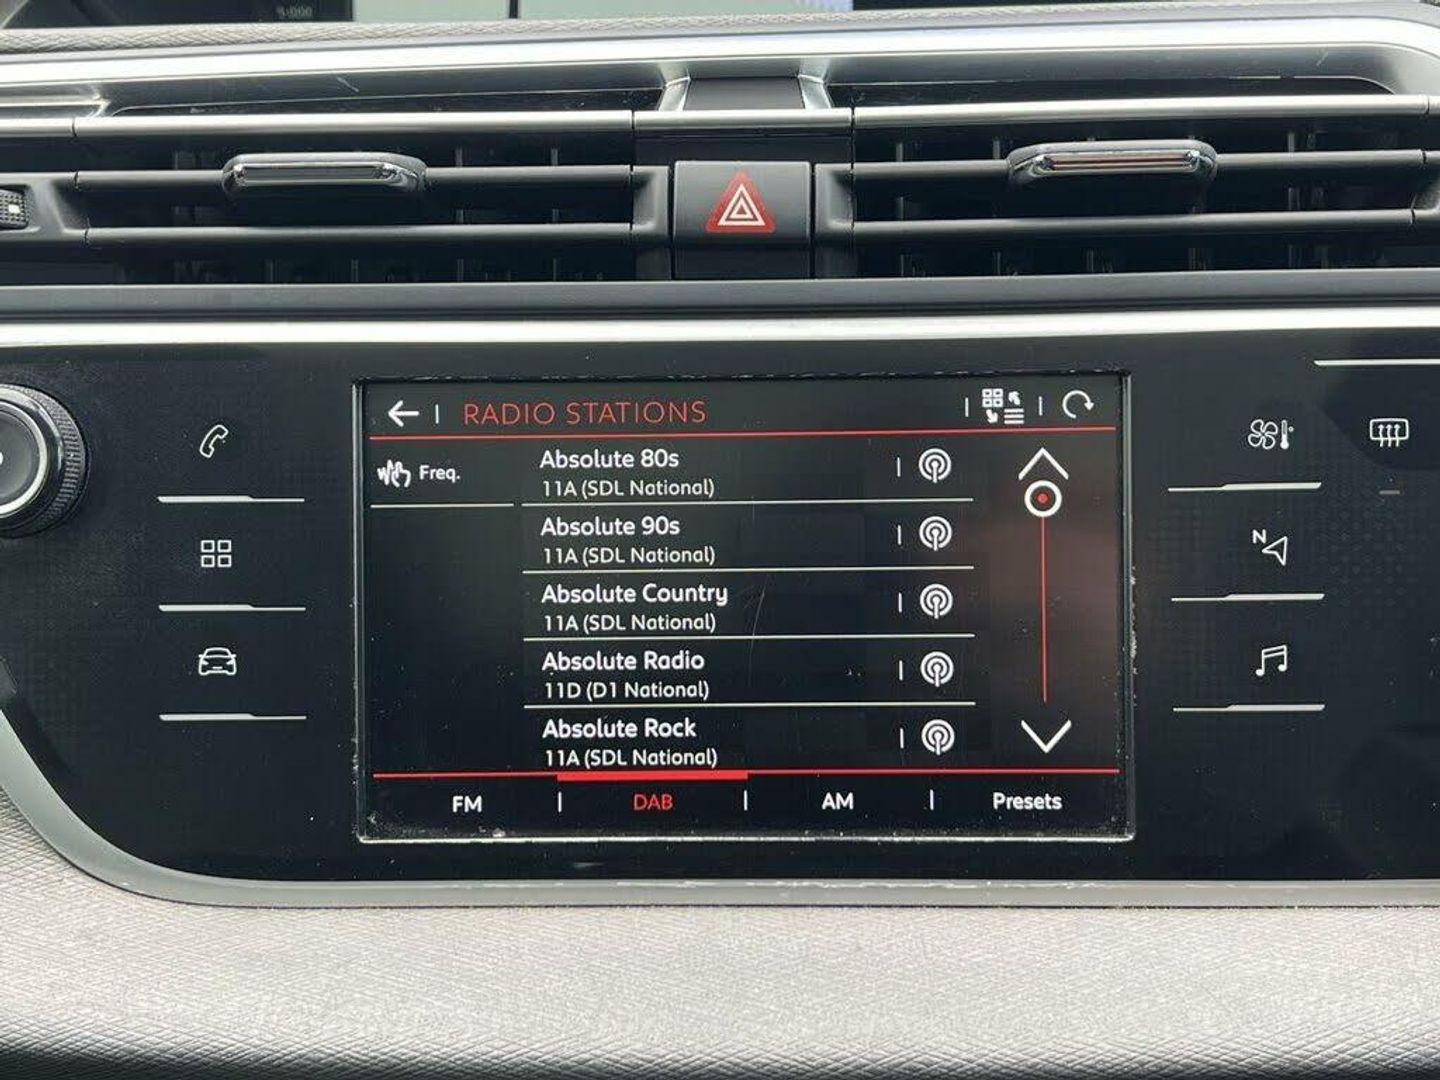 RADIO STATIONS
Freq.
Absolute 80s
11A (SDL National)
Absolute 90s
11A (SDL National)
Absolute Country
11A (SDL National)
Absolute Radio
11D (D1 National)
Absolute Rock
11A (SDL National)
FM
DAB
AM
Presets
N